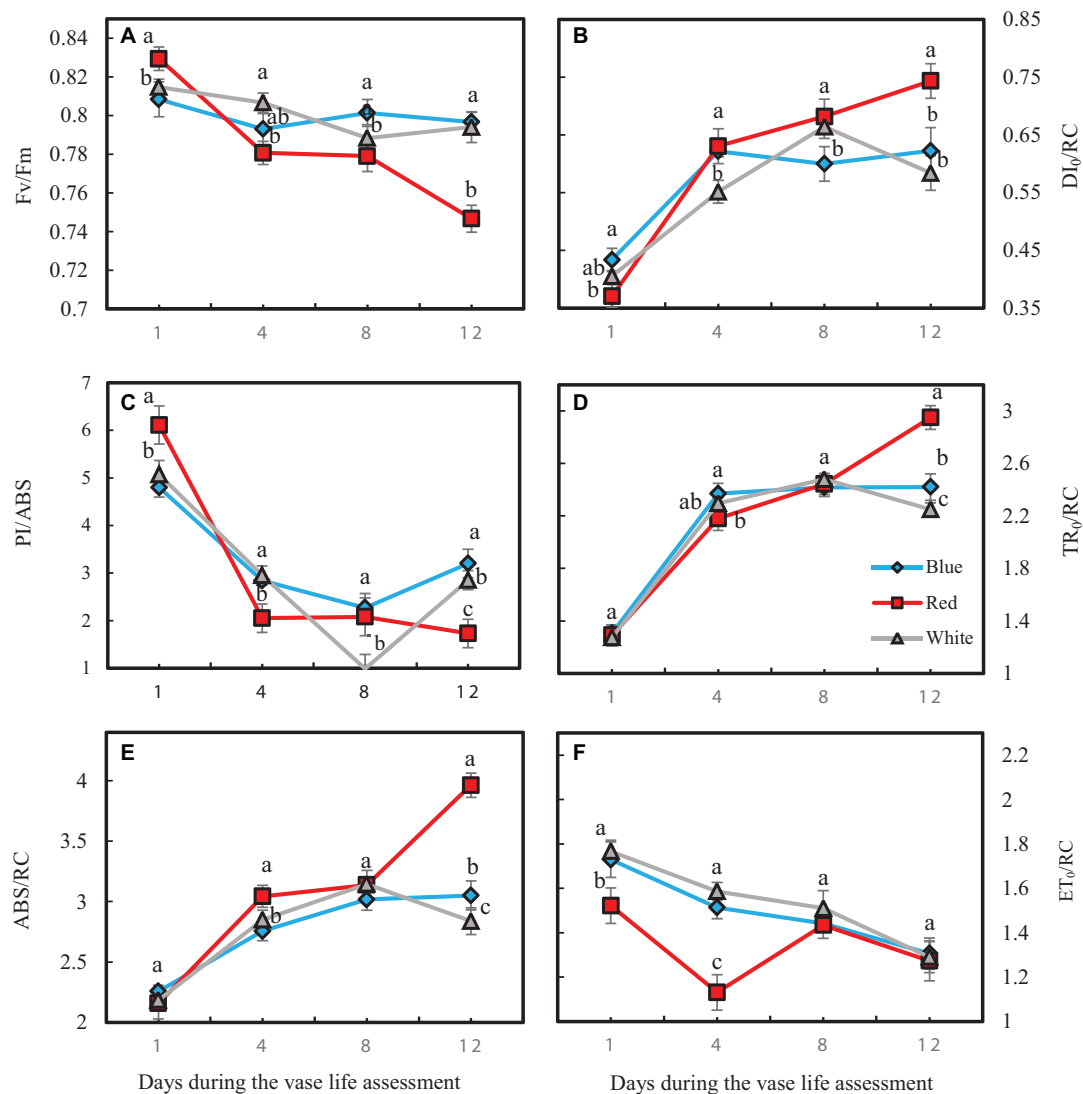 A
Fv/Fm
0.84
0.82
0.8
0.78
0.76
0.74
0.72
0.7
a
b
a
ab
b
a
b
a
b
1
4
8
12
B
DI0/RC
0.85
0.75
0.65
0.55
0.45
0.35
a
ab
b
a
b
a
b
a
b
b
1
4
8
12
C
PI/ABS
7
6
5
4
3
2
1
a
b
a
b
a
b
a
b
c
1
4
8
12
D
TR0/RC
3
2.6
2.2
1.8
1.4
1
a
a
ab
b
a
a
b
c
Blue
Red
White
1
4
8
12
E
ABS/RC
4
3.5
3
2.5
2
a
a
b
a
a
b
c
1
4
8
12
Days during the vase life assessment
F
ET0/RC
2.2
2
1.8
1.6
1.4
1.2
1
a
b
a
c
a
a
1
4
8
12
Days during the vase life assessment